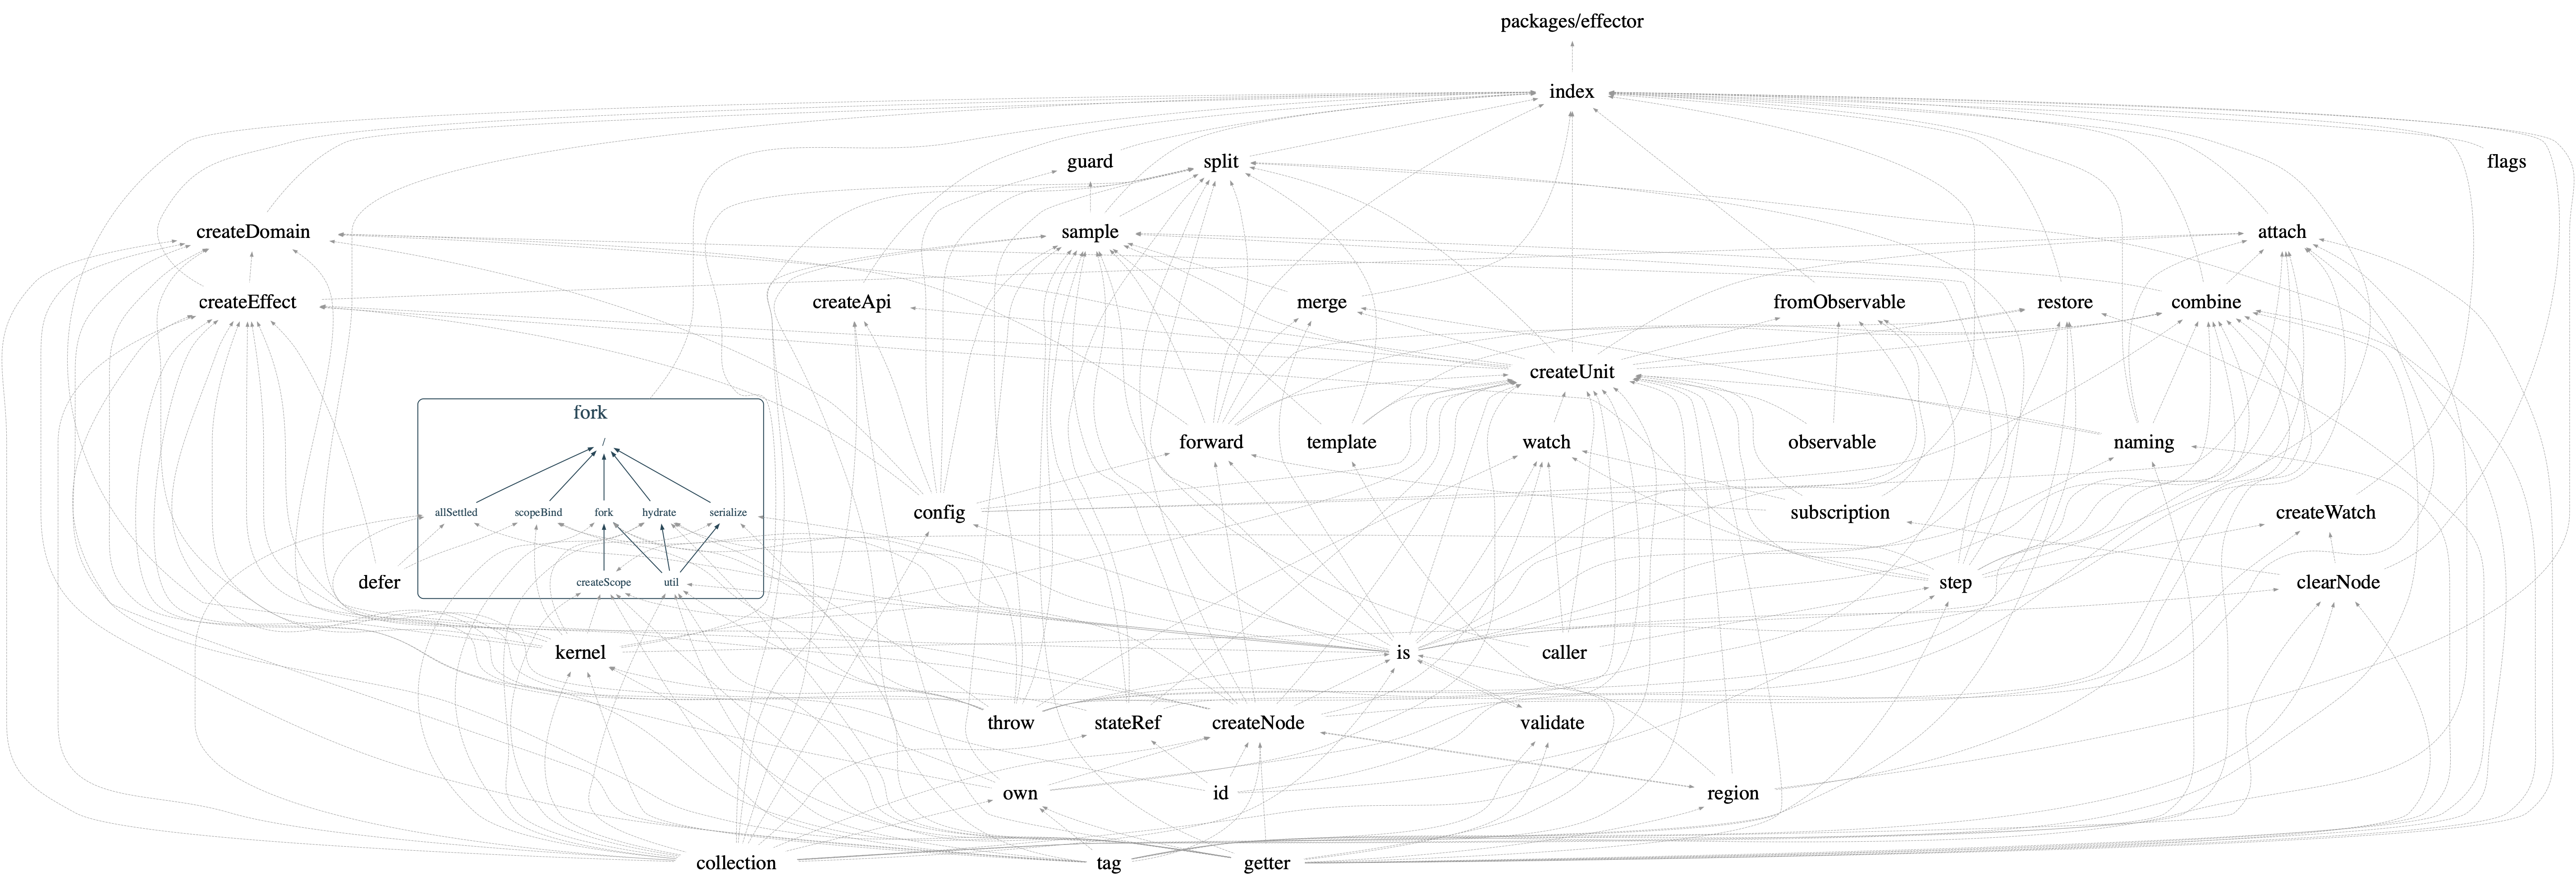 packages/effector
index
guard
split
flags
createDomain
sample
attach
createEffect
createApi
merge
fromObservable
restore
combine
createUnit
fork
/
forward
template
watch
observable
naming
allSettled
scopeBind
fork
hydrate
serialize
config
subscription
createWatch
defer
createScope
util
step
clearNode
kernel
is
caller
throw
stateRef
createNode
validate
own
id
region
collection
tag
getter